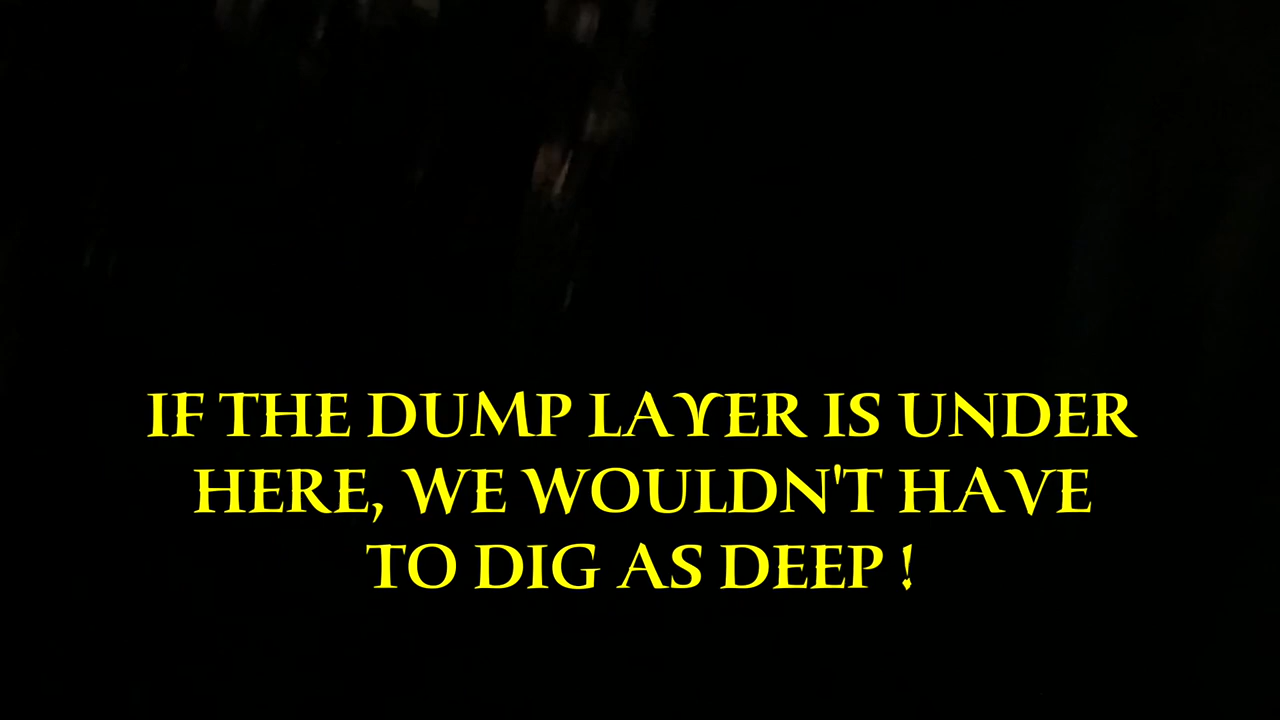 IF THE DUMP LAYER IS UNDER
HERE, WE WOULDN'T HAVE
TO DIG AS DEEP !